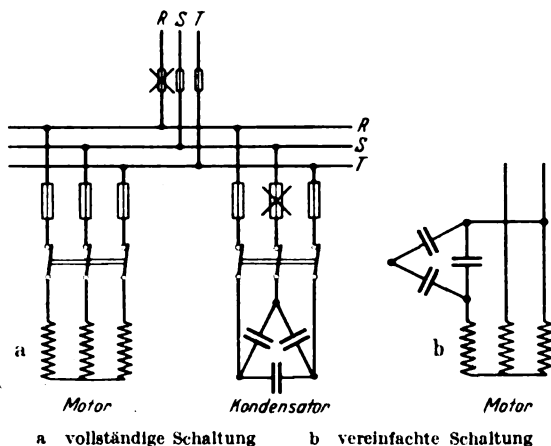 R S T
R
S
T
a
Motor
Kondensator
b
Motor
a vollständige Schaltung
b vereinfachte Schaltung